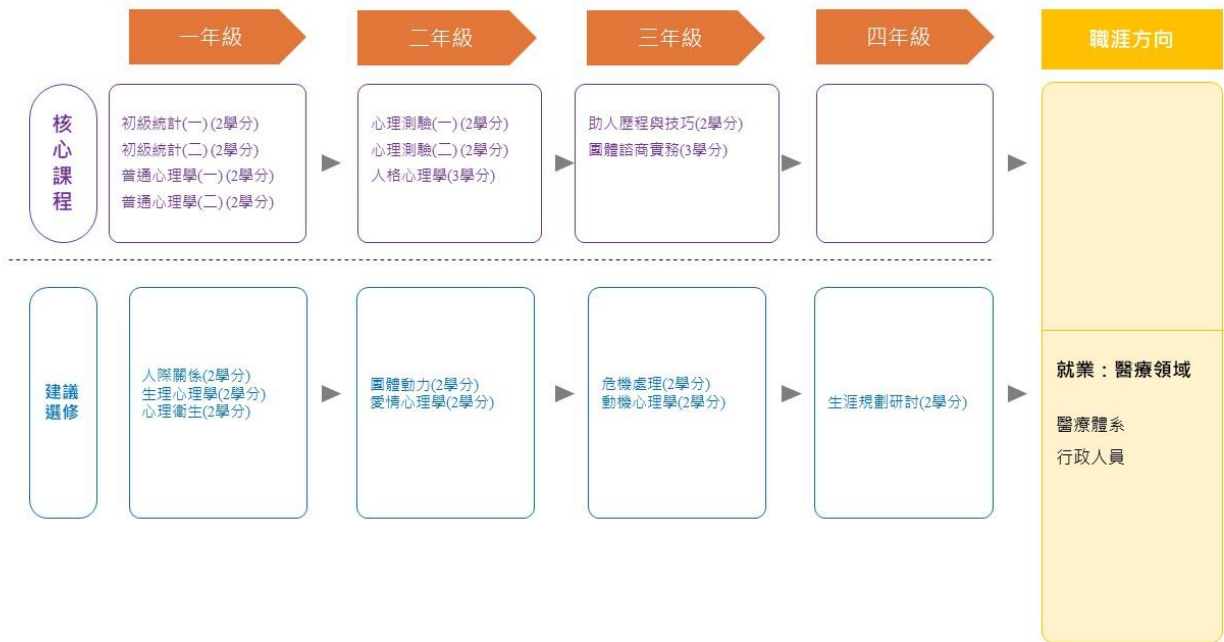 一年級
二年級
三年級
四年級
職涯方向
核
心
課
程
初級統計(一)(2學分)
初級統計(二)(2學分)
普通心理學(一)(2學分)
普通心理學(二)(2學分)
心理測驗(一)(2學分)
心理測驗(二)(2學分)
人格心理學(3學分)
助人歷程與技巧(2學分)
團體諮商實務(3學分)
建議
選修
人際關係(2學分)
生理心理學(2學分)
心理衛生(2學分)
團體動力(2學分)
愛情心理學(2學分)
危機處理(2學分)
動機心理學(2學分)
生涯規劃研討(2學分)
就業：醫療領域
醫療體系
行政人員